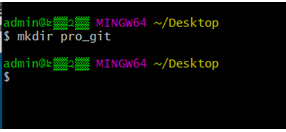 admin@ MINGW64 ~/Desktop
$ mkdir pro_git
admin@ MINGW64 ~/Desktop
$